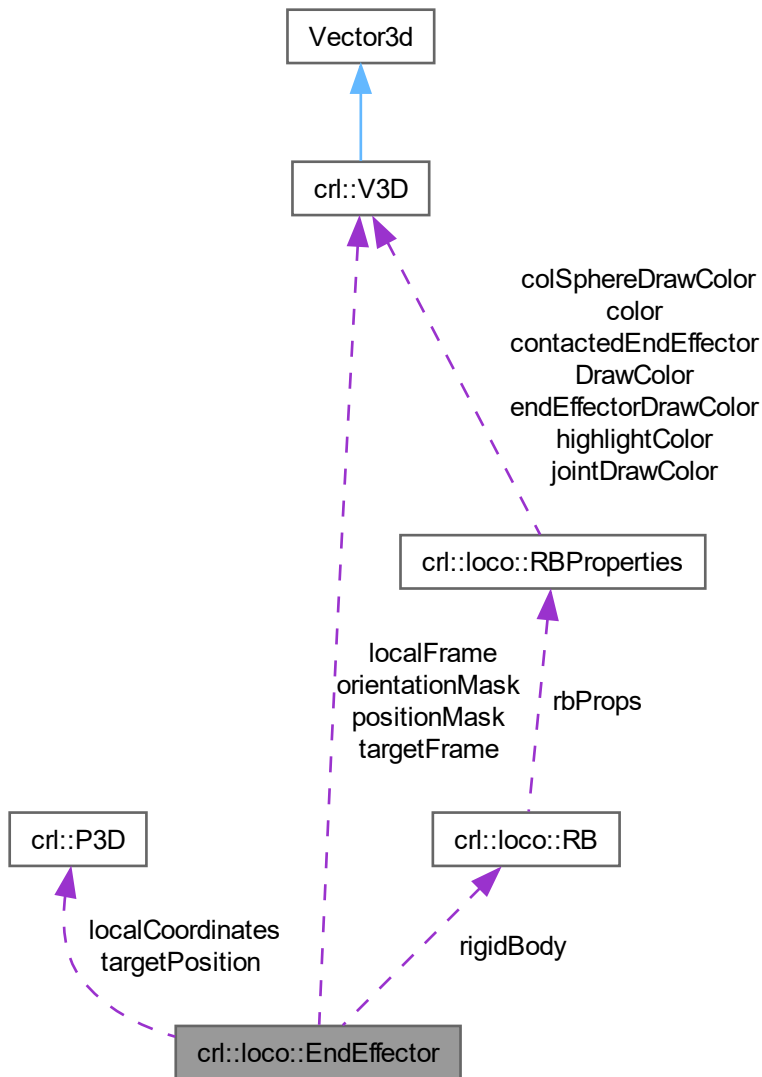 Vector3d
crl::V3D
colSphereDrawColor
color
contactedEndEffector
DrawColor
endEffectorDrawColor
highlightColor
jointDrawColor
crl::loco::RBProperties
localFrame
orientationMask
positionMask
targetFrame
rbProps
crl::P3D
crl::loco::RB
localCoordinates
targetPosition
rigidBody
crl::loco::EndEffector